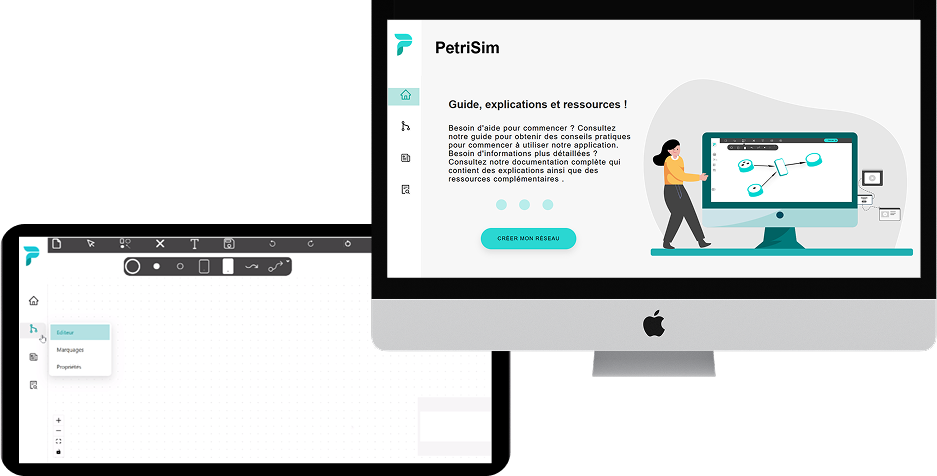 PetriSim
Guide, explications et ressources !
Besoin d'aide pour commencer ? Consultez
notre guide pour obtenir des conseils pratiques
pour commencer à utiliser notre application.
Besoin d'informations plus détaillées ?
Consultez notre documentation complète qui
contient des explications ainsi que des
ressources complémentaires .
CRÉER MON RÉSEAU
Editeur
Marquages
Propriétés